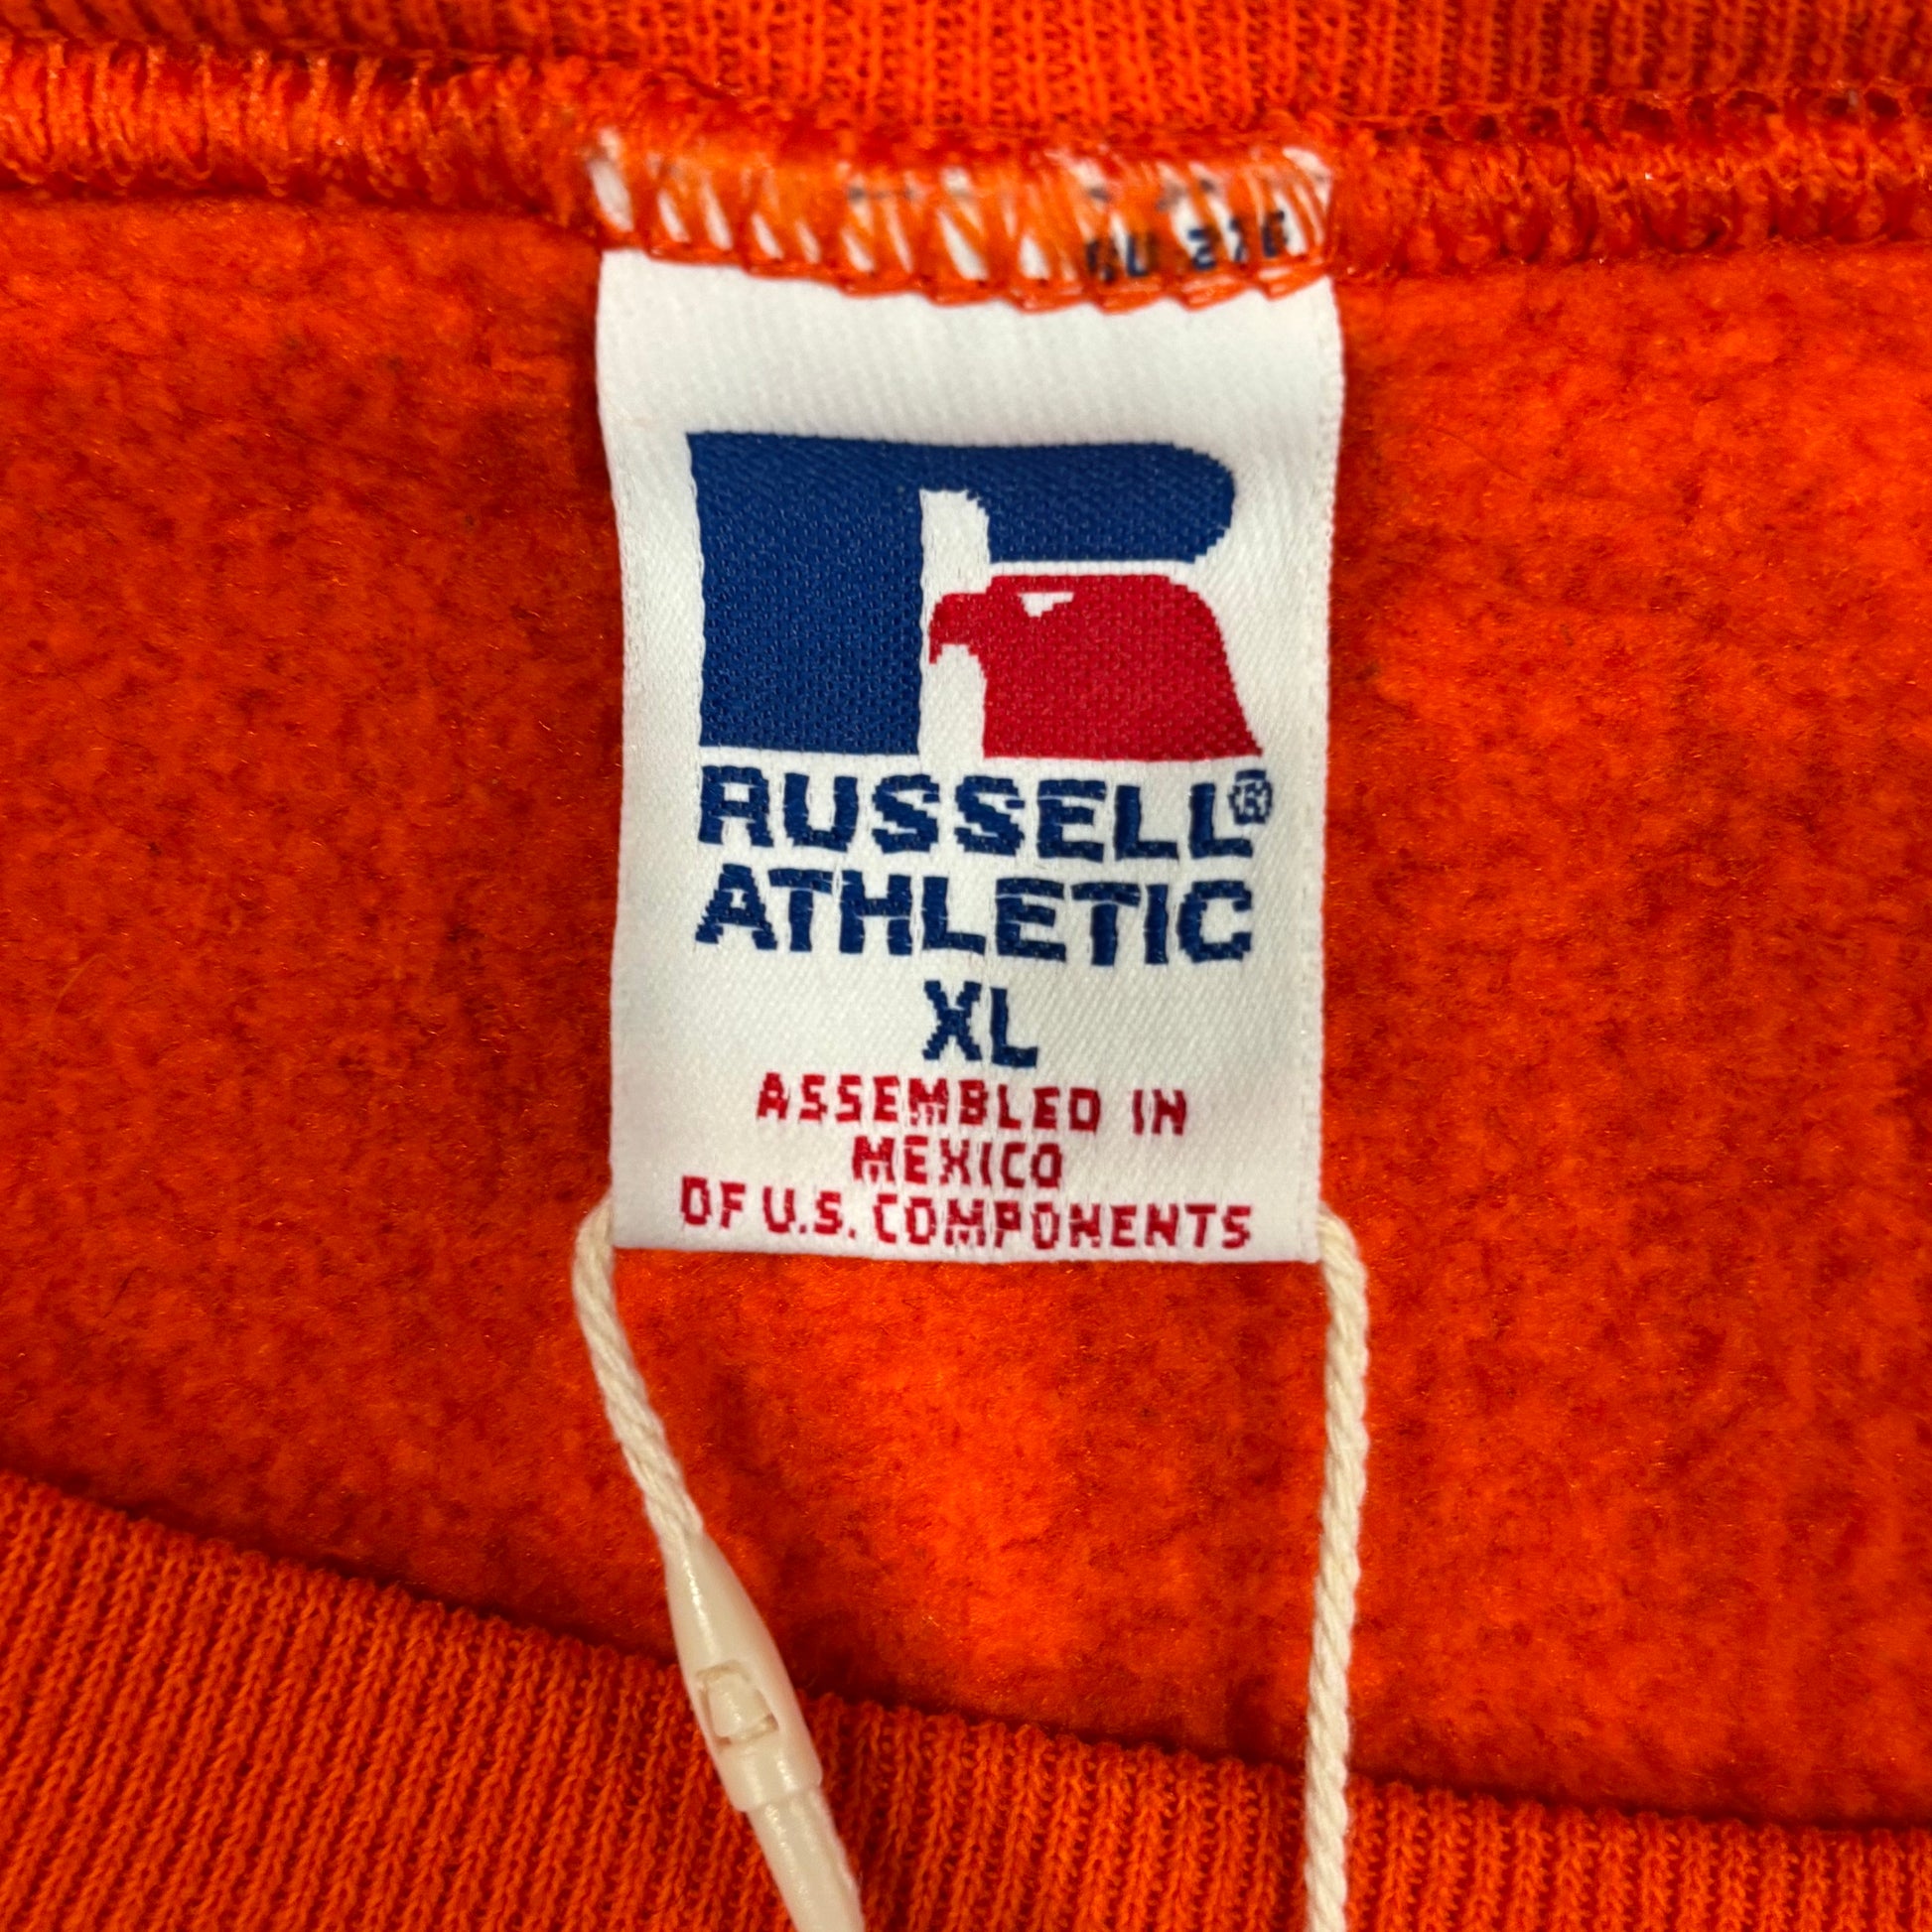 RUSSELL®
ATHLETIC
XL
ASSEMBLED IN
MEXICO
OF U.S. COMPONENTS